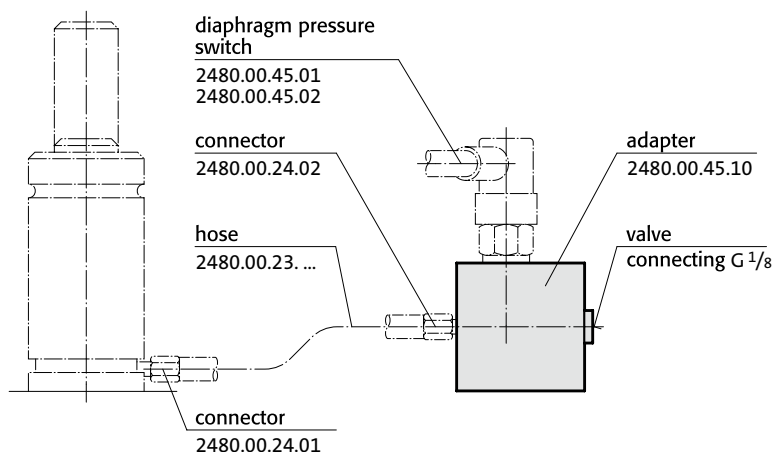 diaphragm pressure
switch
2480.00.45.01
2480.00.45.02
connector
2480.00.24.02
hose
2480.00.23. ...
connector
2480.00.24.01
adapter
2480.00.45.10
valve
connecting G 1/8